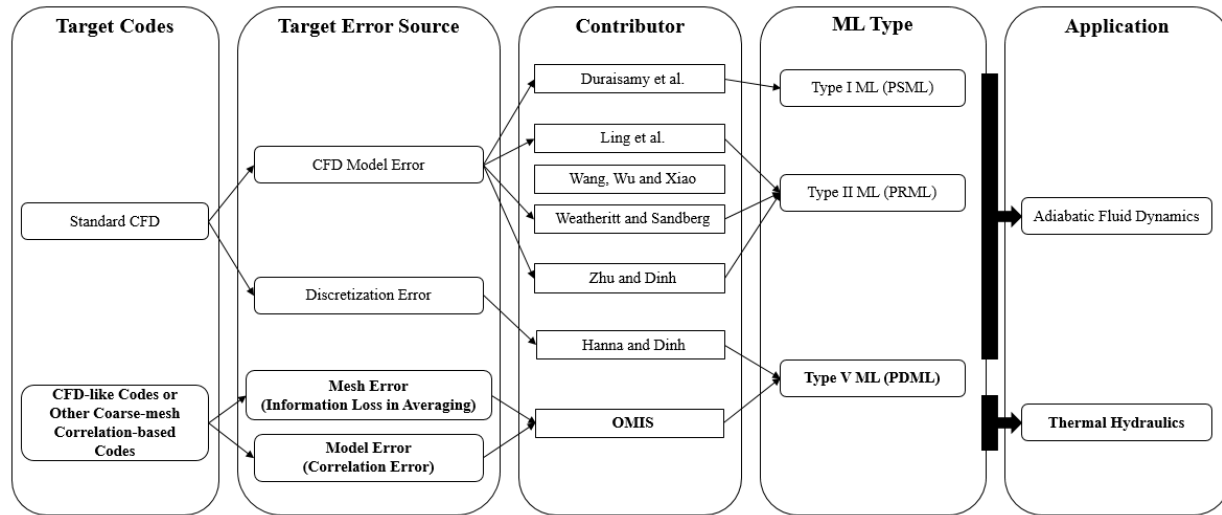 Target Codes
Standard CFD
CFD-like Codes or
Other Coarse-mesh
Correlation-based
Codes
Target Error Source
CFD Model Error
Discretization Error
Mesh Error
(Information Loss in Averaging)
Model Error
(Correlation Error)
Contributor
Duraisamy et al.
Ling et al.
Wang, Wu and Xiao
Weatheritt and Sandberg
Zhu and Dinh
Hanna and Dinh
OMIS
ML Type
Type I ML (PSML)
Type II ML (PRML)
Type V ML (PDML)
Application
Adiabatic Fluid Dynamics
Thermal Hydraulics